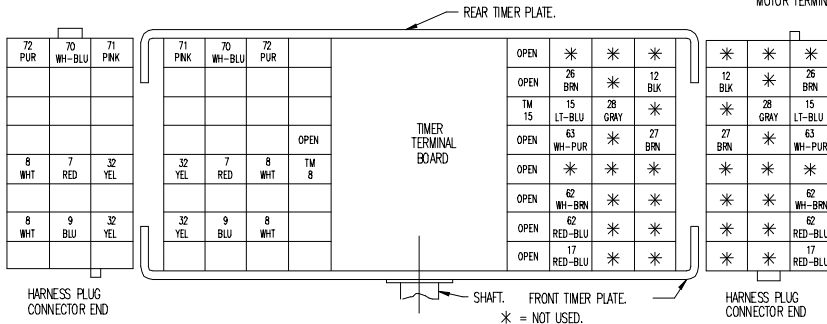 MOTOR TERMIN
REAR TIMER PLATE.
72 PUR 70 WH-BLU 71 PINK
8 WHT 7 RED 32 YEL
8 WHT 9 BLU 32 YEL
HARNESS PLUG
CONNECTOR END
71 PINK 70 WH-BLU 72 PUR
OPEN
32 YEL 7 RED 8 WHT TM 8
32 YEL 9 BLU 8 WHT
TIMER
TERMINAL
BOARD
OPEN * * *
OPEN 26 BRN * 12 BLK
TM 15 15 LT-BLU 28 GRAY *
OPEN 63 WH-PUR * 27 BRN
OPEN * * *
OPEN 62 WH-BRN * *
OPEN 62 RED-BLU * *
OPEN 17 RED-BLU * *
* * *
12 BLK * 26 BRN
* 28 GRAY 15 LT-BLU
27 BRN * 63 WH-PUR
* * *
* * 62 WH-BRN
* * 62 RED-BLU
* * 17 RED-BLU
SHAFT. FRONT TIMER PLATE.
* = NOT USED.
HARNESS PLUG
CONNECTOR END